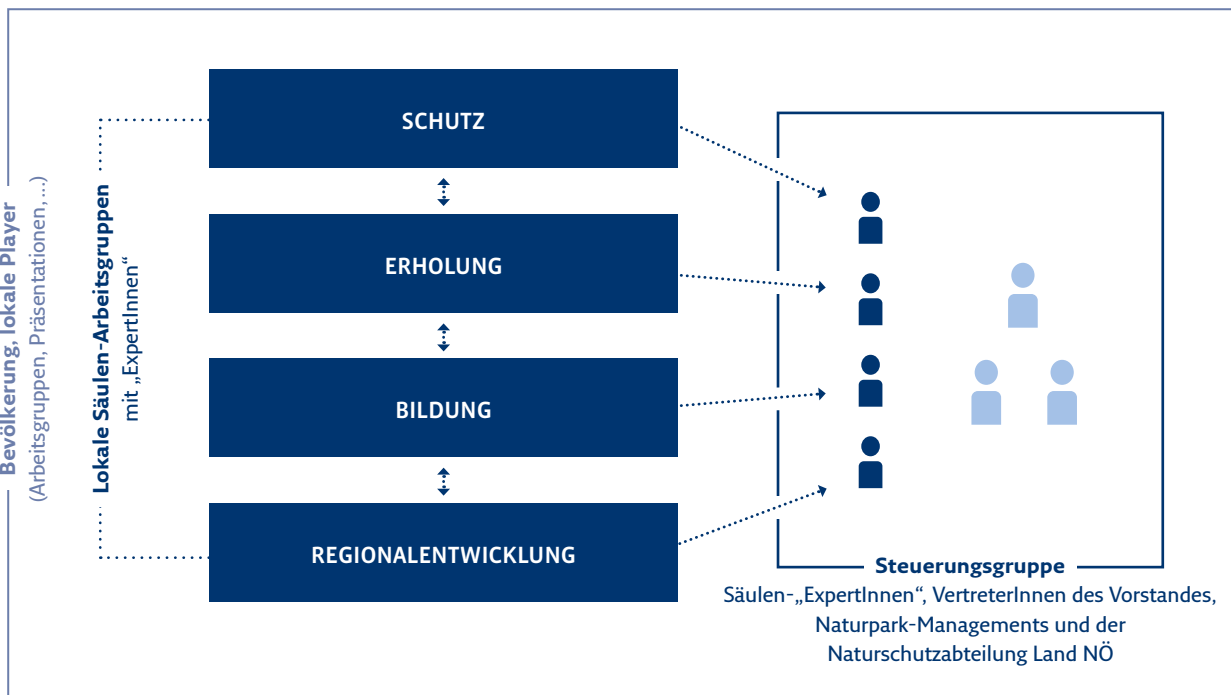 Bevölkerung, lokale Player
(Arbeitsgruppen, Präsentationen, ...)
Lokale Säulen-Arbeitsgruppen
mit „ExpertInnen“
SCHUTZ
ERHOLUNG
BILDUNG
REGIONALENTWICKLUNG
Steuerungsgruppe
Säulen-„ExpertInnen“, VertreterInnen des Vorstandes,
Naturpark-Managements und der
Naturschutzabteilung Land NÖ